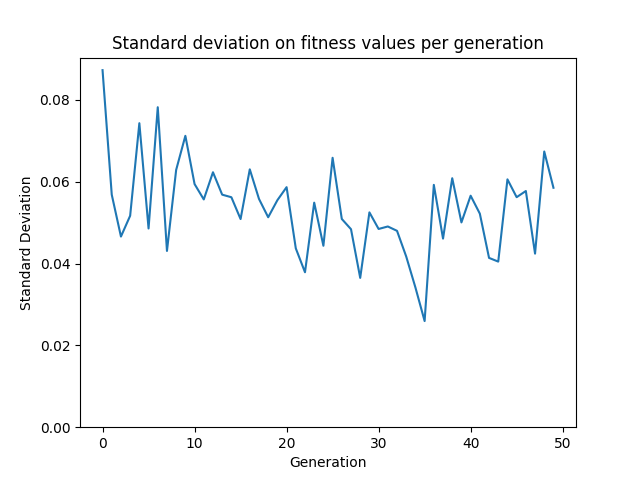 Standard deviation on fitness values per generation
0.08
0.06
0.04
0.02
0.00
Standard Deviation
0 10 20 30 40 50
Generation